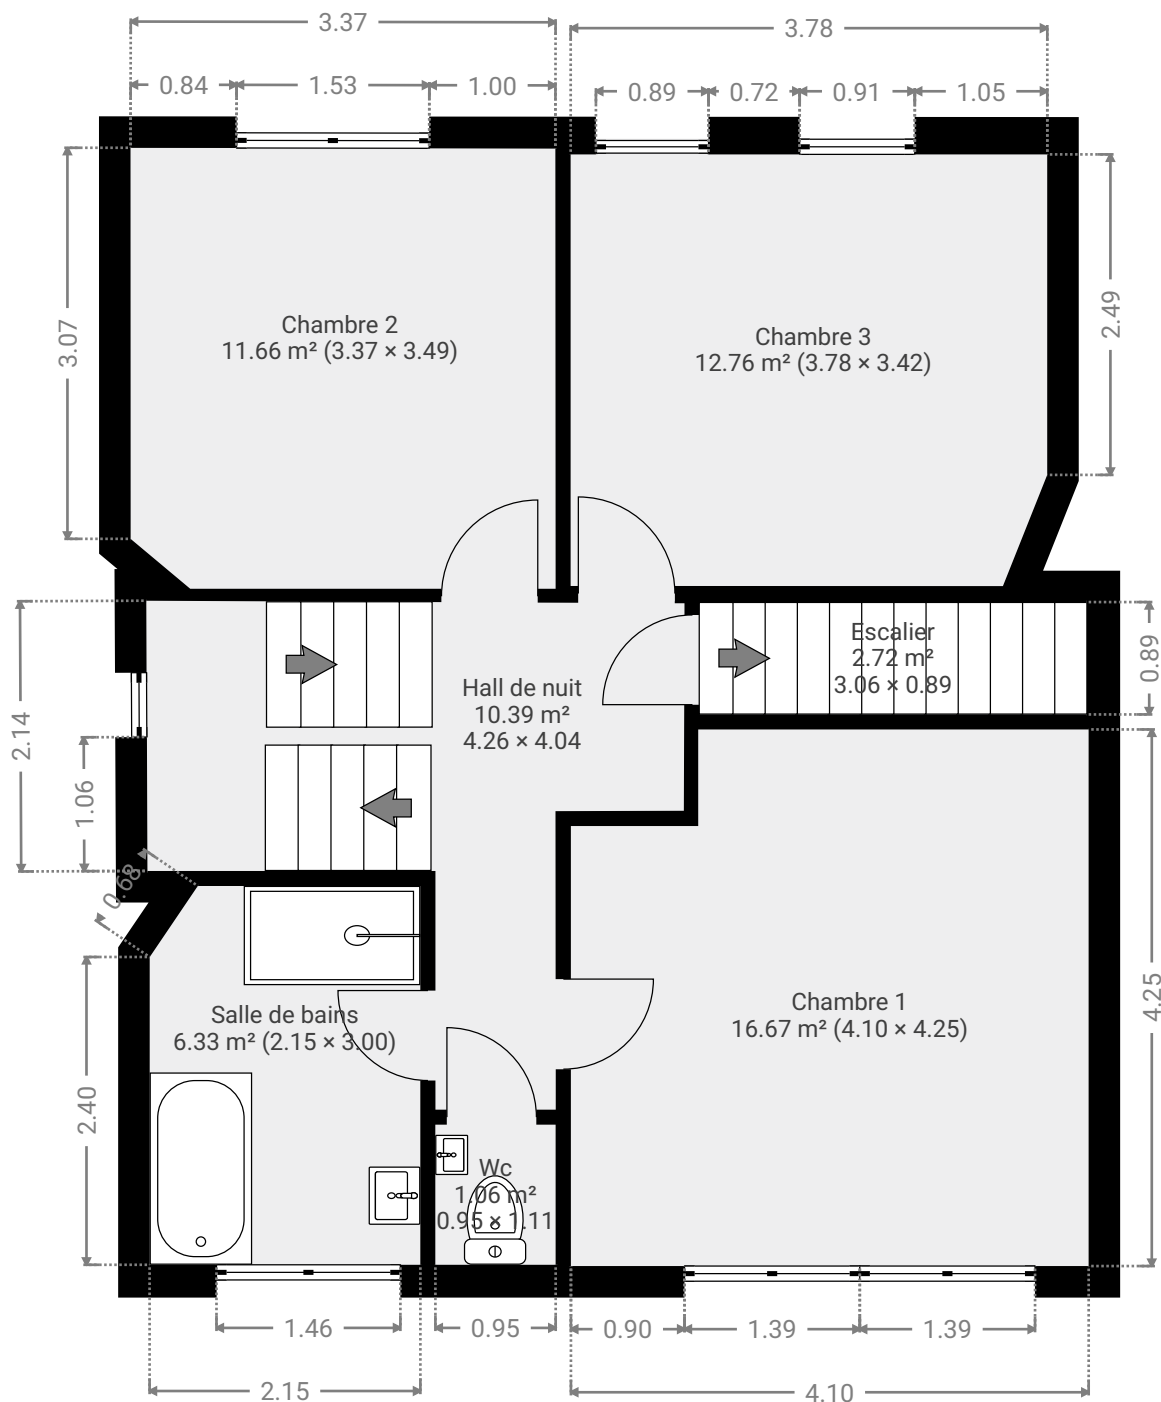 3.37
3.78
0.84
1.53
1.00
0.89
0.72
0.91
1.05
3.07
2.49
Chambre 2
11.66 m² (3.37 × 3.49)
Chambre 3
12.76 m² (3.78 × 3.42)
Escalier
2.72 m²
3.06 × 0.89
0.89
Hall de nuit
10.39 m²
4.26 × 4.04
2.14
1.06
0.68
Salle de bains
6.33 m² (2.15 × 3.00)
Chambre 1
16.67 m² (4.10 × 4.25)
4.25
2.40
Wc
1.06 m²
0.95 × 1.11
1.46
0.95
0.90
1.39
1.39
2.15
4.10